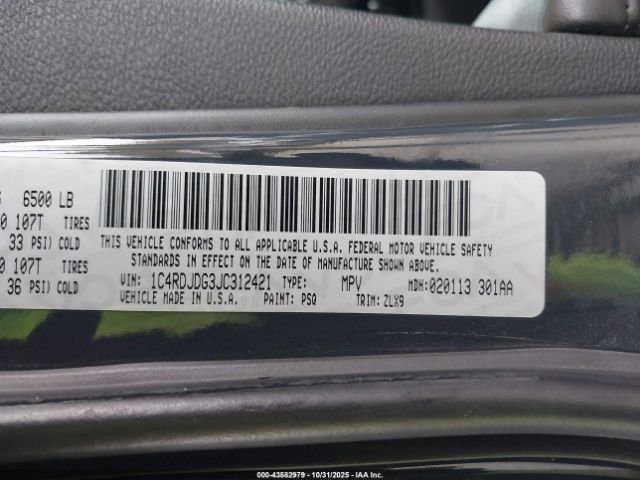 6500 LB
0 107T TIRES
33 PSI) COLD
0 107T TIRES
36 PSI) COLD
THIS VEHICLE CONFORMS TO ALL APPLICABLE U.S.A. FEDERAL MOTOR VEHICLE SAFETY
STANDARDS IN EFFECT ON THE DATE OF MANUFACTURE SHOWN ABOVE.
VIN: 1C4RDJDG3JC312421 TYPE: MPV MDH:020113 301AA
VEHICLE MADE IN U.S.A. PAINT: PSQ TRIM: ZLX9
000-43582979 - 10/31/2025 - IAA Inc.